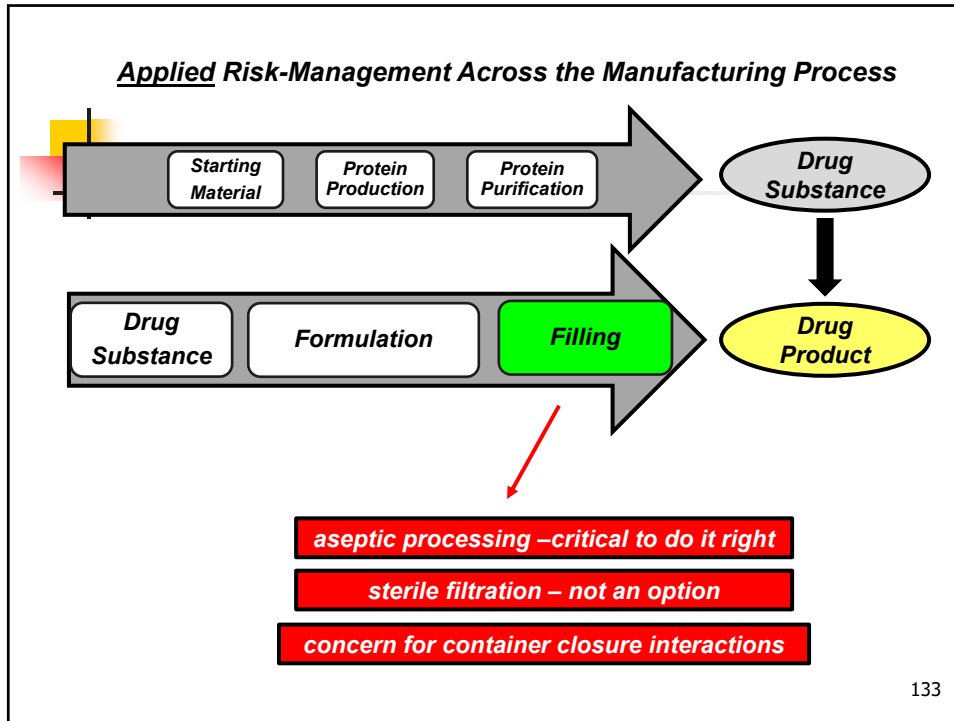 Applied Risk-Management Across the Manufacturing Process
Starting
Material
Protein
Production
Protein
Purification
Drug
Substance
Drug
Substance
Formulation
Filling
Drug
Product
aseptic processing –critical to do it right
sterile filtration – not an option
concern for container closure interactions
133